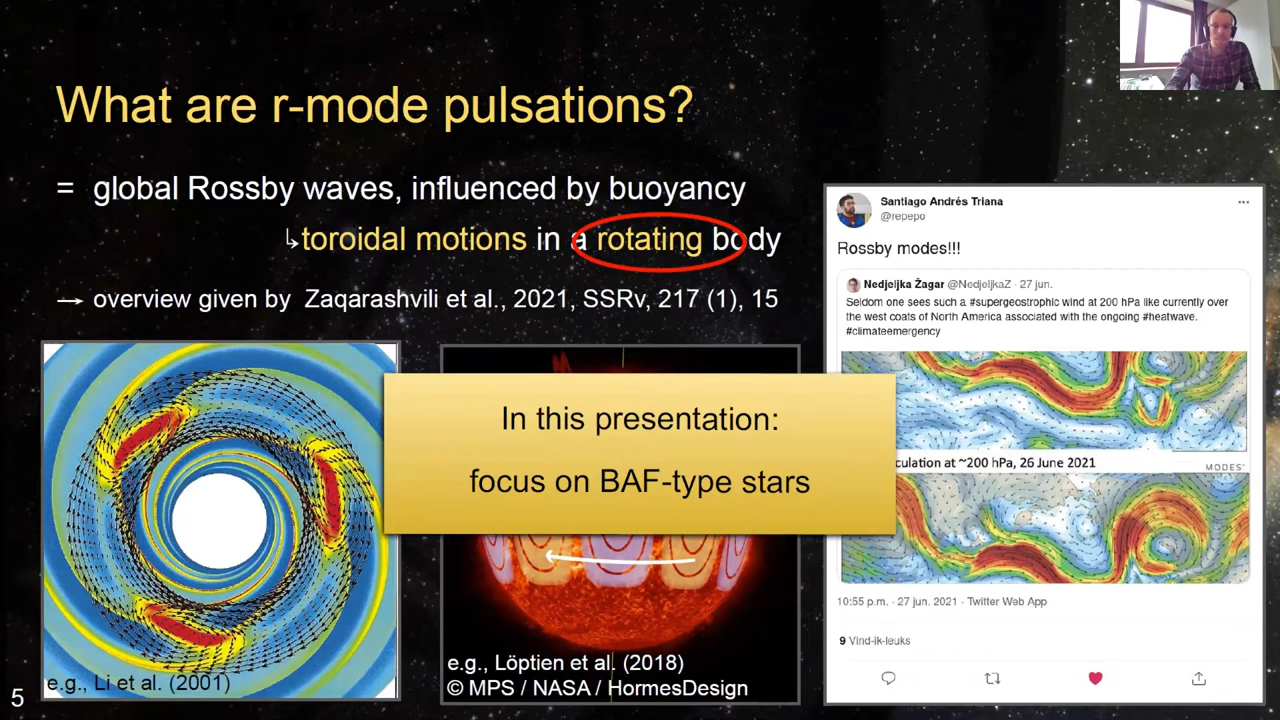 What are r-mode pulsations?
= global Rossby waves, influenced by buoyancy
↳toroidal motions in a rotating body
→ overview given by Zaqarashvili et al., 2021, SSRv, 217 (1), 15
e.g., Li et al. (2001)
In this presentation:
focus on BAF-type stars
e.g., Löptien et al. (2018)
© MPS / NASA / HormesDesign
Santiago Andrés Triana
@repepo
Rossby modes!!!
Nedjeljka Žagar @NedjeljkaZ · 27 jun.
Seldom one sees such a #supergeostrophic wind at 200 hPa like currently over
the west coats of North America associated with the ongoing #heatwave.
#climateemergency
culation at ~200 hPa, 26 June 2021
MODES'
10:55 p.m. · 27 jun. 2021 · Twitter Web App
9 Vind-ik-leuks
5